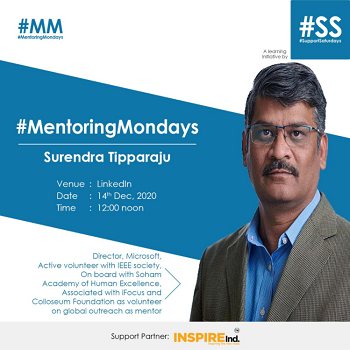 #MM
#MentoringMondays
#SS
#SupportSaturdays
A learning
Initiative by
#MentoringMondays
Surendra Tipparaju
Venue : LinkedIn
Date : 14th Dec, 2020
Time : 12:00 noon
Director, Microsoft,
Active volunteer with IEEE society,
On board with Soham
Academy of Human Excellence,
Associated with iFocus and
Colloseum Foundation as volunteer
on global outreach as mentor
Support Partner: INSPIRE Ind.